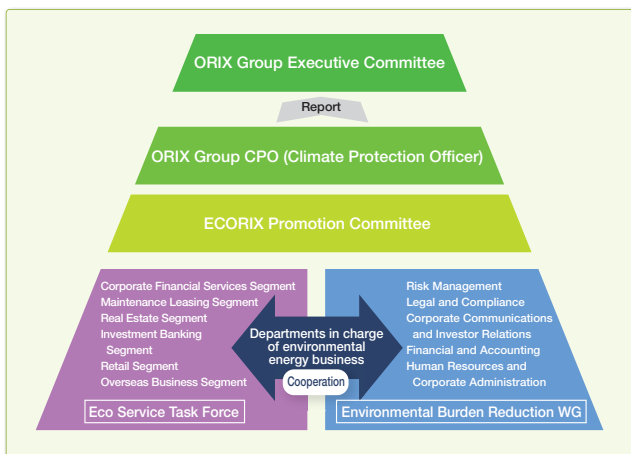 ORIX Group Executive Committee
Report
ORIX Group CPO (Climate Protection Officer)
ECORIX Promotion Committee
Corporate Financial Services Segment
Maintenance Leasing Segment
Real Estate Segment
Investment Banking
Segment
Retail Segment
Overseas Business Segment
Eco Service Task Force
Departments in charge
of environmental
energy business
Cooperation
Risk Management
Legal and Compliance
Corporate Communications
and Investor Relations
Financial and Accounting
Human Resources and
Corporate Administration
Environmental Burden Reduction WG